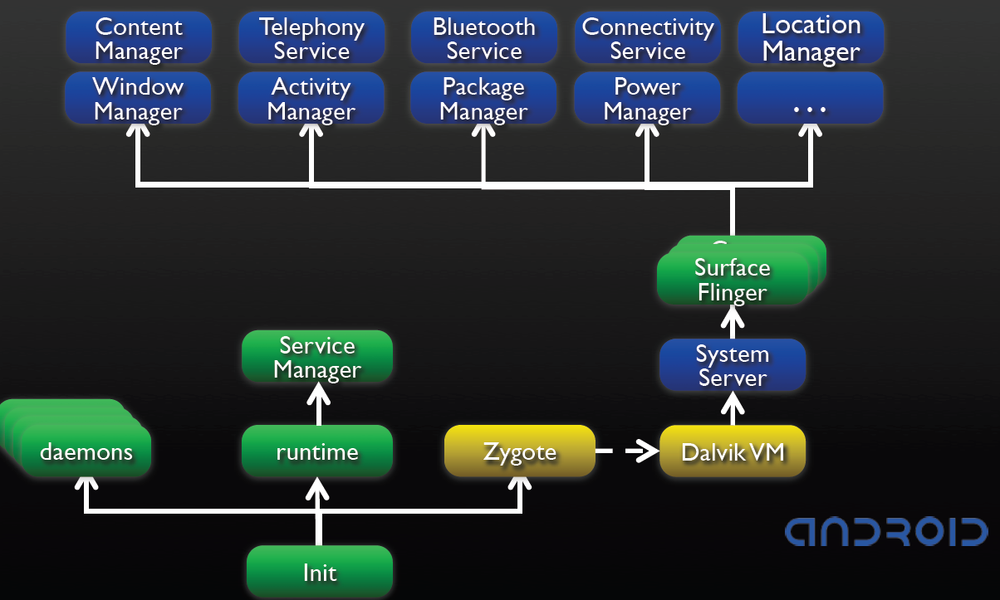 Content
Manager
Telephony
Service
Bluetooth
Service
Connectivity
Service
Location
Manager
Window
Manager
Activity
Manager
Package
Manager
Power
Manager
...
Surface
Flinger
Service
Manager
System
Server
daemons
runtime
Zygote
Dalvik VM
Init
ANDROID